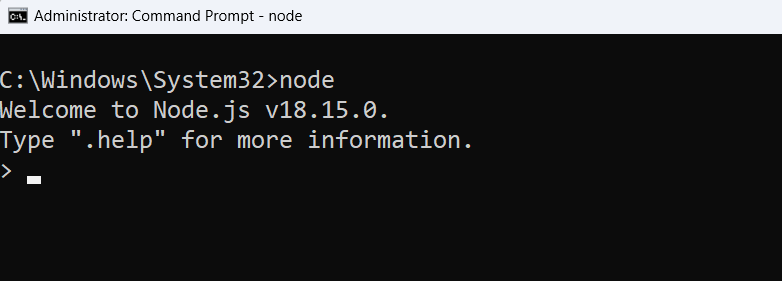 Administrator: Command Prompt - node
C:\Windows\System32>node
Welcome to Node.js v18.15.0.
Type ".help" for more information.
>